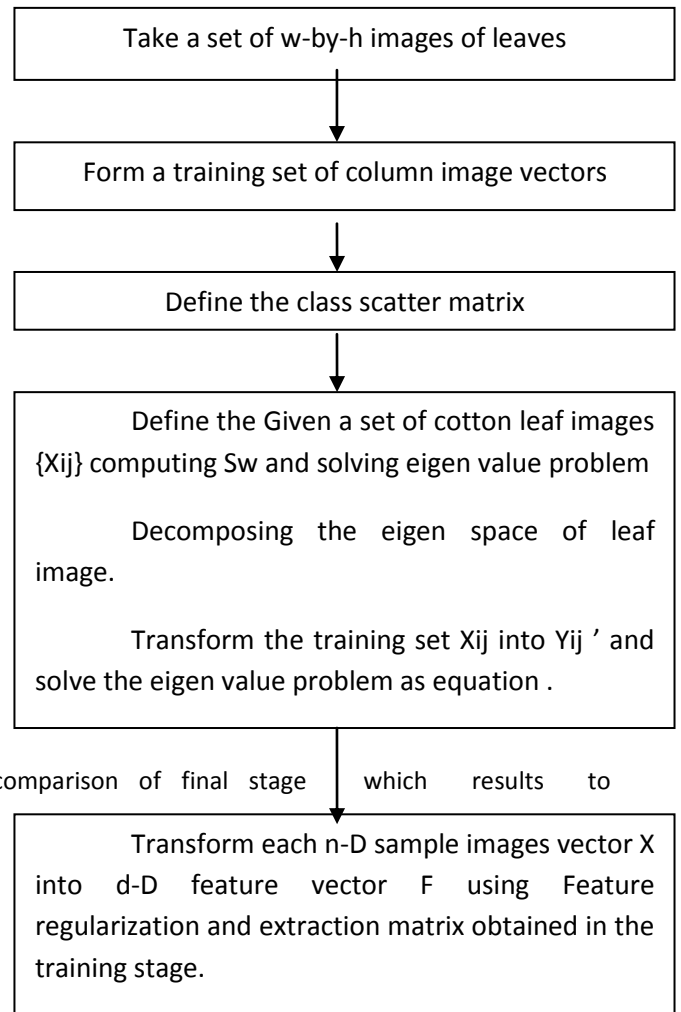 Take a set of w-by-h images of leaves
Form a training set of column image vectors
Define the class scatter matrix
Define the Given a set of cotton leaf images
{Xij} computing Sw and solving eigen value problem
Decomposing the eigen space of leaf
image.
Transform the training set Xij into Yij ’ and
solve the eigen value problem as equation .
comparison of final stage which results to
Transform each n-D sample images vector X
into d-D feature vector F using Feature
regularization and extraction matrix obtained in the
training stage.